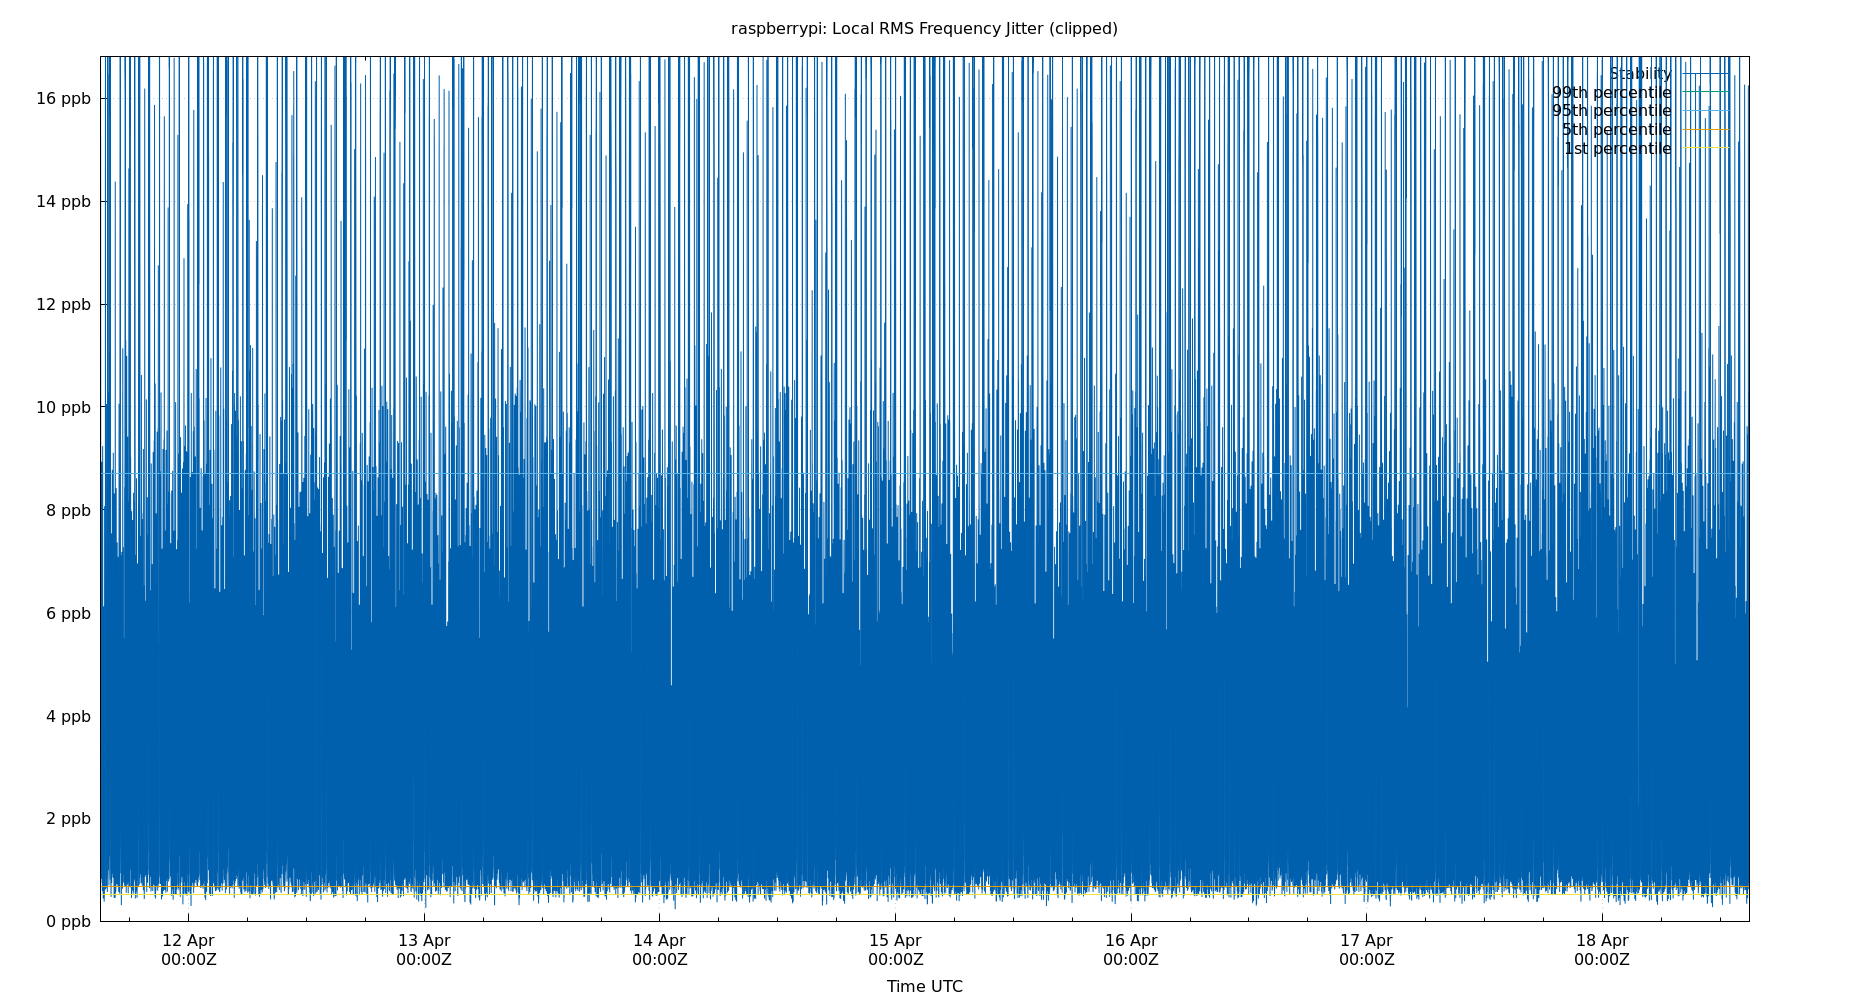 raspberrypi: Local RMS Frequency Jitter (clipped)
Stability
99th percentile
95th percentile
5th percentile
1st percentile
16 ppb
14 ppb
12 ppb
10 ppb
8 ppb
6 ppb
4 ppb
2 ppb
0 ppb
12 Apr 13 Apr 14 Apr 15 Apr 16 Apr 17 Apr 18 Apr
00:00Z 00:00Z 00:00Z 00:00Z 00:00Z 00:00Z 00:00Z
Time UTC